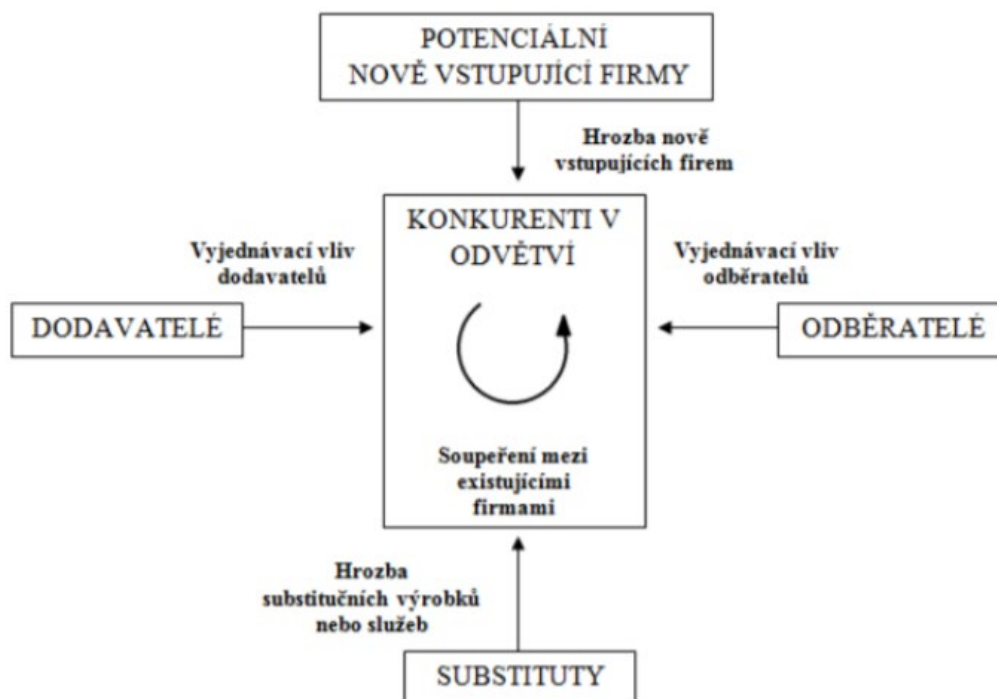 POTENCIÁLNÍ
NOVĚ VSTUPUJÍCÍ FIRMY
Hrozba nově
vstupujících firem
KONKURENTI V
ODVĚTVÍ
Vyjednávací vliv
dodavatelů
Vyjednávací vliv
odběratelů
DODAVATELÉ
ODBĚRATELÉ
Soupeření mezi
existujícími
firmami
Hrozba
substitučních výrobků
nebo služeb
SUBSTITUTY